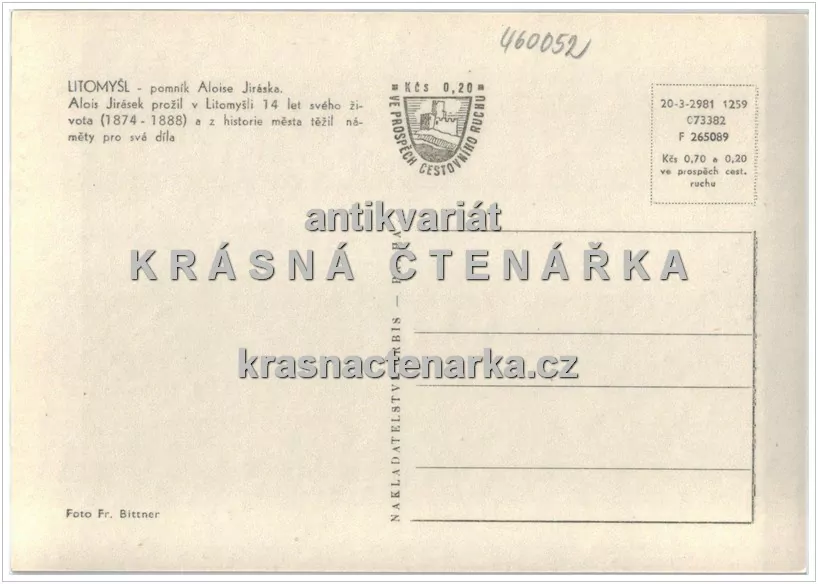 460052
LITOMYŠL - pomník Aloise Jiráska.
Alois Jirásek prožil v Litomyšli 14 let svého ži-
vota (1874 - 1888) a z historie města těžil ná-
měty pro svá díla
Kčs 0,20
VE PROSPĚCH CESTOVNÍHO RUCHU
20-3-2981 1259
C73382
F 265089
Kčs 0,70 a 0,20
ve prospěch cest.
ruchu
antikvariát
KRÁSNÁ ČTENÁŘKA
krasnactenarka.cz
NAKLADATELSTVÍ —
Foto Fr. Bittner